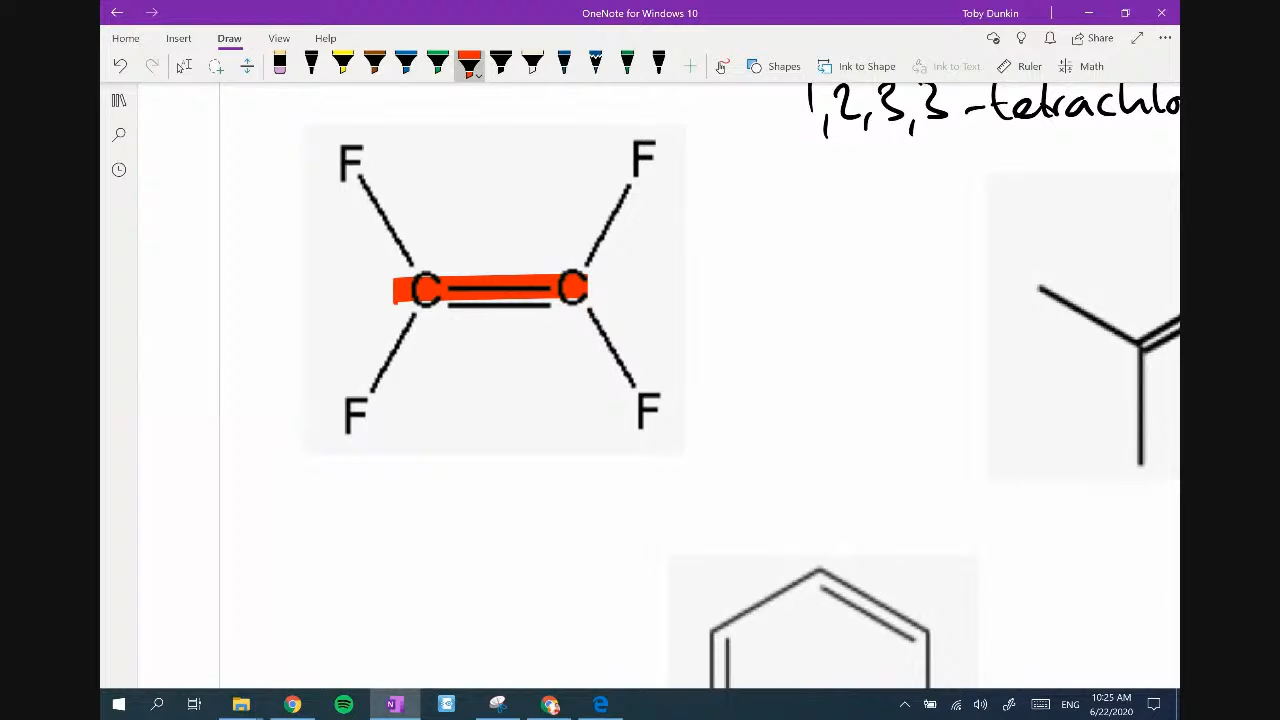 OneNote for Windows 10
Toby Dunkin
Home Insert Draw View Help
Share
Shapes Ink to Shape Ink to Text Ruler Math
1,2,3,3-tetrachlo
F F
C C
F F
ENG
10:25 AM
6/22/2020